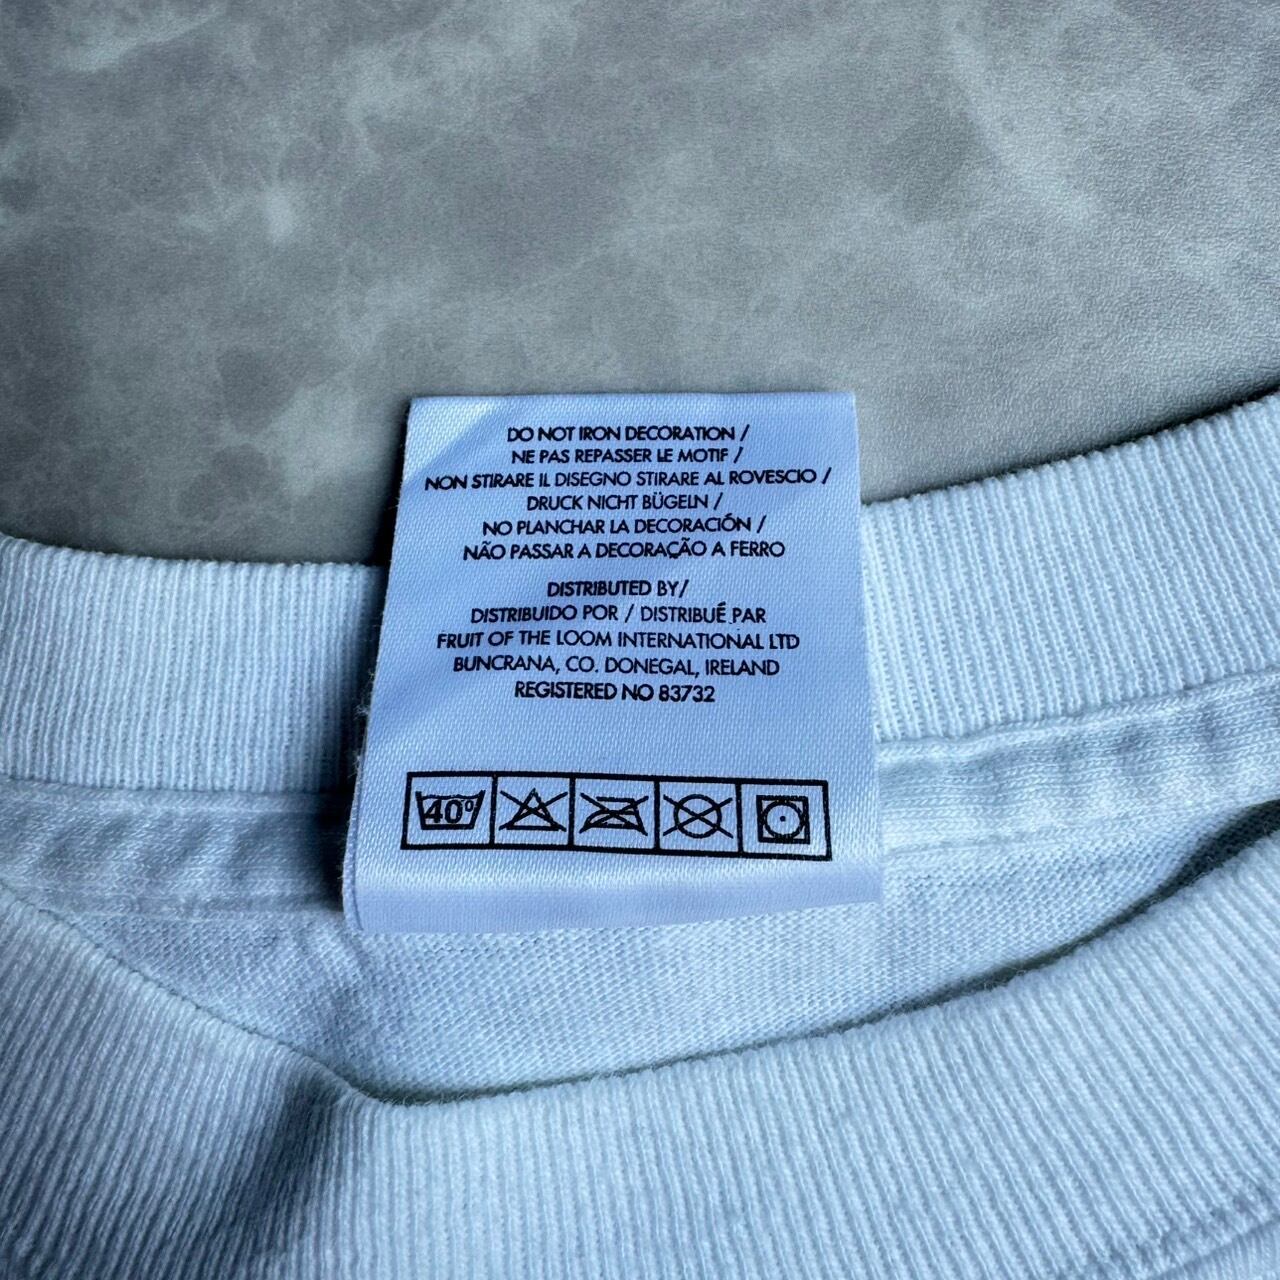 DO NOT IRON DECORATION /
NE PAS REPASSER LE MOTIF /
NON STIRARE IL DISEGNO STIRARE AL ROVESCIO /
DRUCK NICHT BÜGELN /
NO PLANCHAR LA DECORACIÓN /
NÃO PASSAR A DECORAÇÃO A FERRO
DISTRIBUTED BY/
DISTRIBUIDO POR / DISTRIBUÉ PAR
FRUIT OF THE LOOM INTERNATIONAL LTD
BUNCRANA, CO. DONEGAL, IRELAND
REGISTERED NO 83732
40°